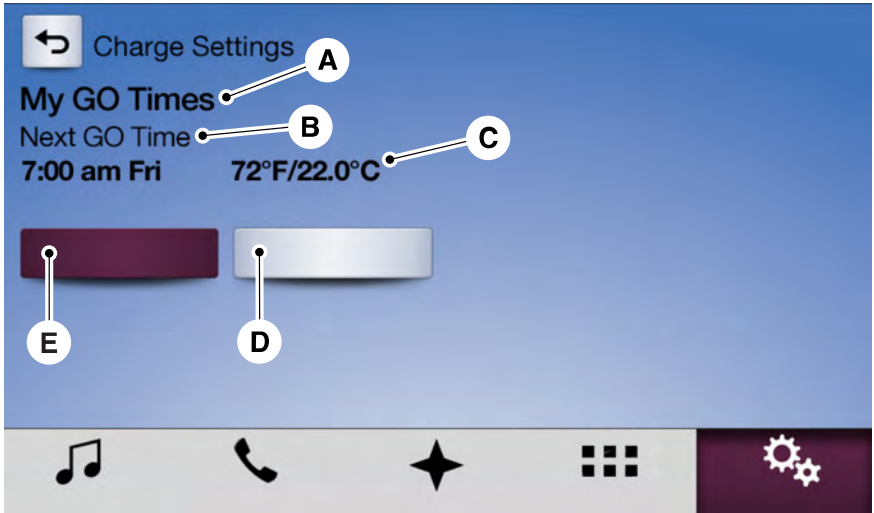 Charge Settings
A
My GO Times
B
Next GO Time
C
7:00 am Fri 72°F/22.0°C
E
D